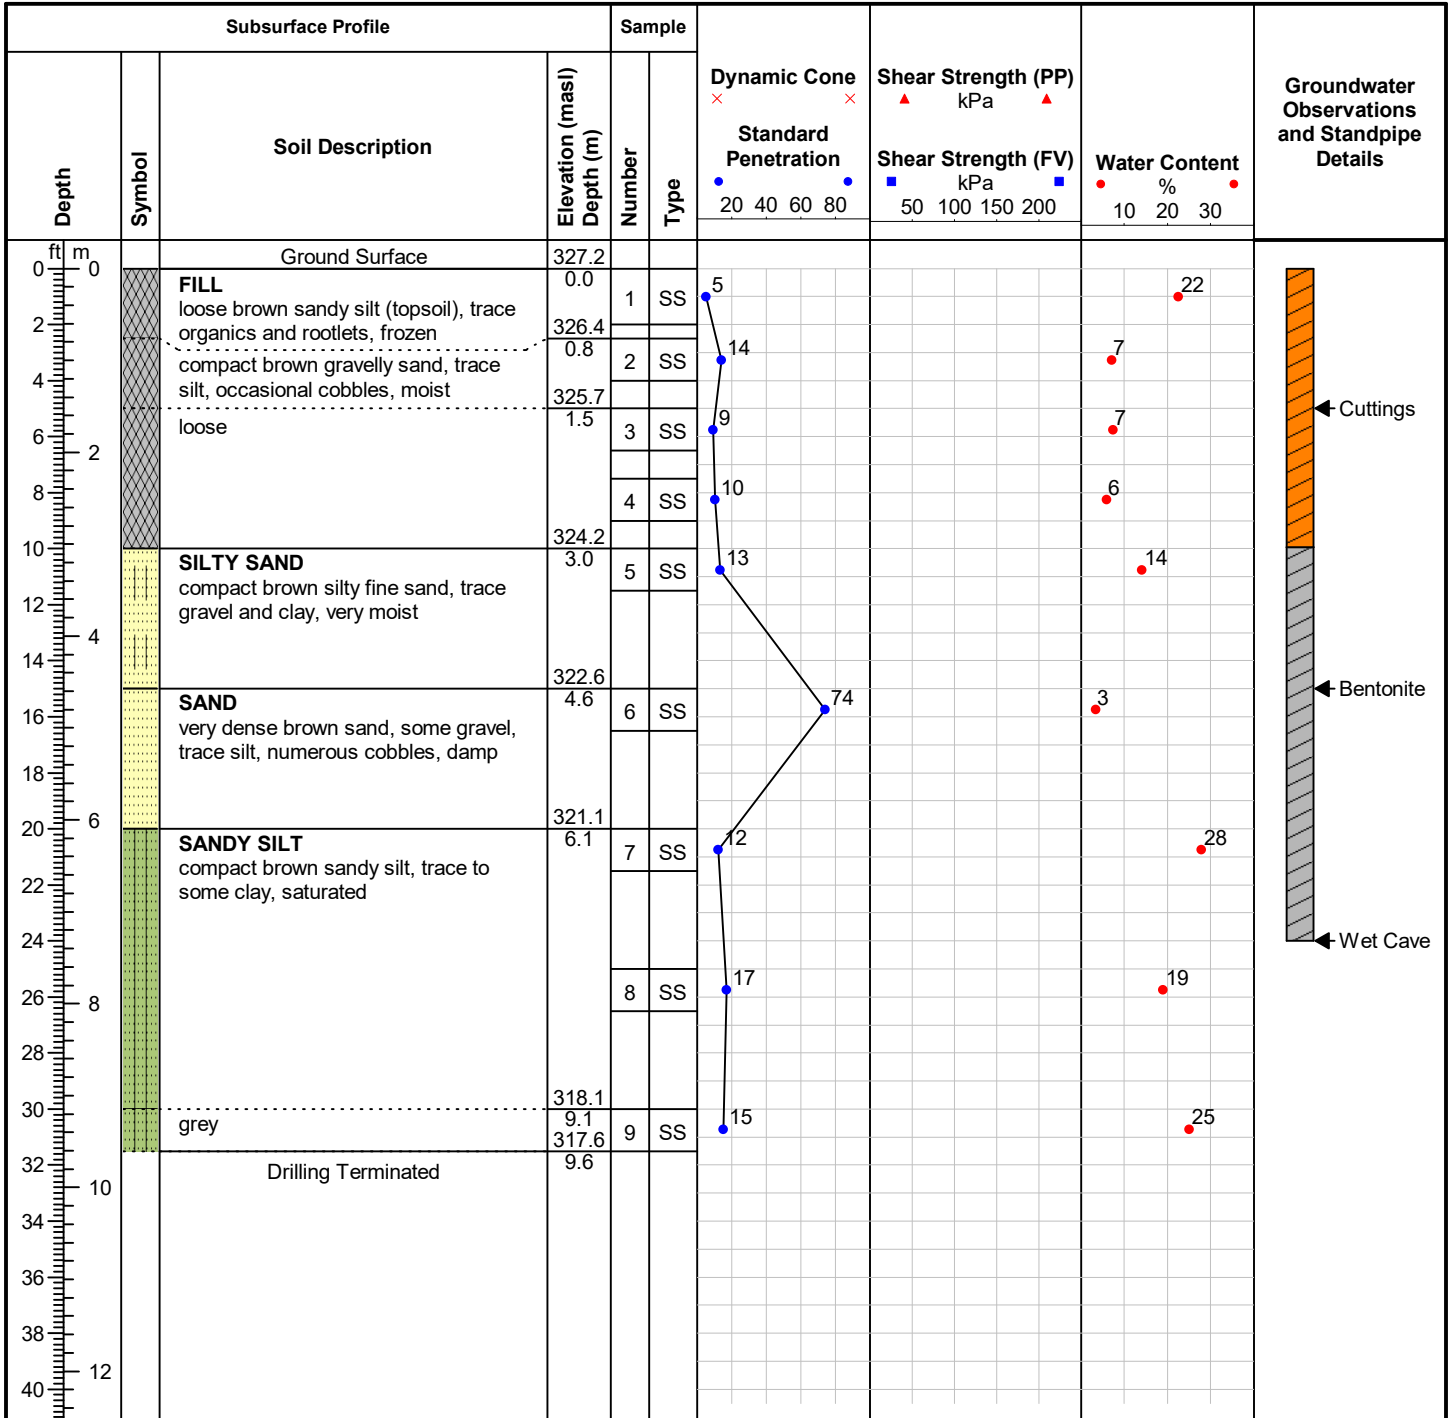 Subsurface Profile
Sample
Depth
Symbol
Soil Description
Elevation (masl)
Depth (m)
Number
Type
Dynamic Cone
Standard
Penetration
20 40 60 80
Shear Strength (PP)
kPa
Shear Strength (FV)
kPa
50 100 150 200
Water Content
%
10 20 30
Groundwater
Observations
and Standpipe
Details
ft m
Ground Surface 327.2
0 0
FILL 0.0
loose brown sandy silt (topsoil), trace
organics and rootlets, frozen
1 SS 5 22
2
326.4
0.8
compact brown gravelly sand, trace
silt, occasional cobbles, moist
2 SS 14 7
4
325.7
1.5
loose
Cuttings
6
3 SS 9 7
2
8
4 SS 10 6
324.2
10
SILTY SAND 3.0
compact brown silty fine sand, trace
gravel and clay, very moist
5 SS 13 14
12
4
14
322.6
4.6
SAND
very dense brown sand, some gravel,
trace silt, numerous cobbles, damp
Bentonite
16
6 SS 74 3
18
321.1
6
20
SANDY SILT 6.1
compact brown sandy silt, trace to
some clay, saturated
7 SS 12 28
22
24
Wet Cave
26
8 SS 17 19
8
28
318.1
30
9.1
grey
9 SS 15 25
317.6
32
9.6
Drilling Terminated
10
34
36
38
12
40